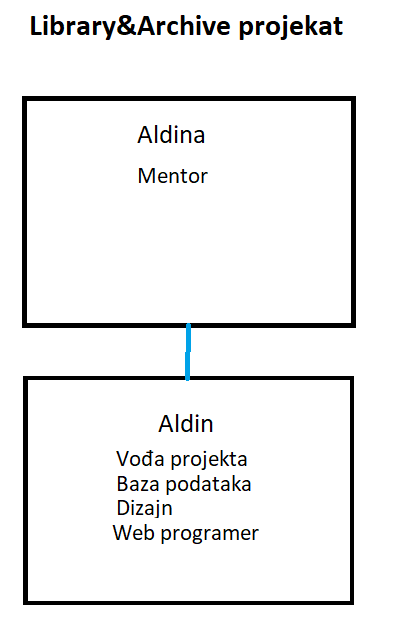 Library&Archive projekat
Aldina
Mentor
Aldin
Vođa projekta
Baza podataka
Dizajn
Web programer